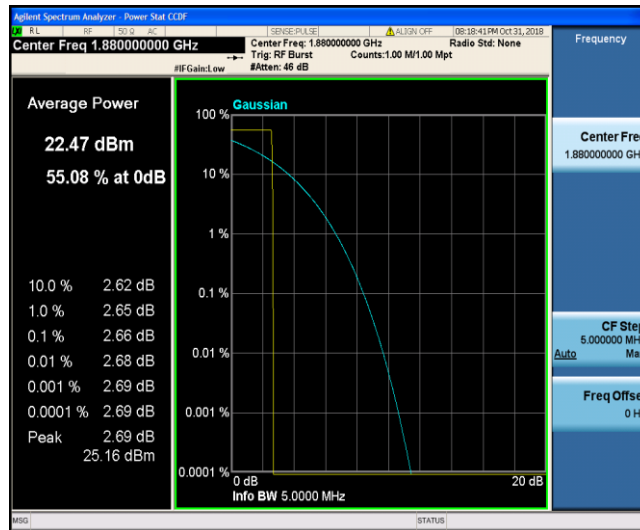 Agilent Spectrum Analyzer - Power Stat CCDF
RL RF 50 Ω AC SENSE:PULSE ALIGN OFF 08:18:41 PM Oct 31, 2018
Center Freq 1.880000000 GHz
Center Freq: 1.880000000 GHz Radio Std: None
Trig: RF Burst Counts:1.00 M/1.00 Mpt
#IFGain:Low #Atten: 46 dB
Frequency
Average Power
22.47 dBm
55.08 % at 0dB
10.0 % 2.62 dB
1.0 % 2.65 dB
0.1 % 2.66 dB
0.01 % 2.68 dB
0.001 % 2.69 dB
0.0001 % 2.69 dB
Peak 2.69 dB
25.16 dBm
Gaussian
100 %
10 %
1 %
0.1 %
0.01 %
0.001 %
0.0001 %
0 dB 20 dB
Info BW 5.0000 MHz
Center Fre
1.880000000 GH
CF Step
5.000000 MH
Auto Ma
Freq Offse
0 H
MSG STATUS